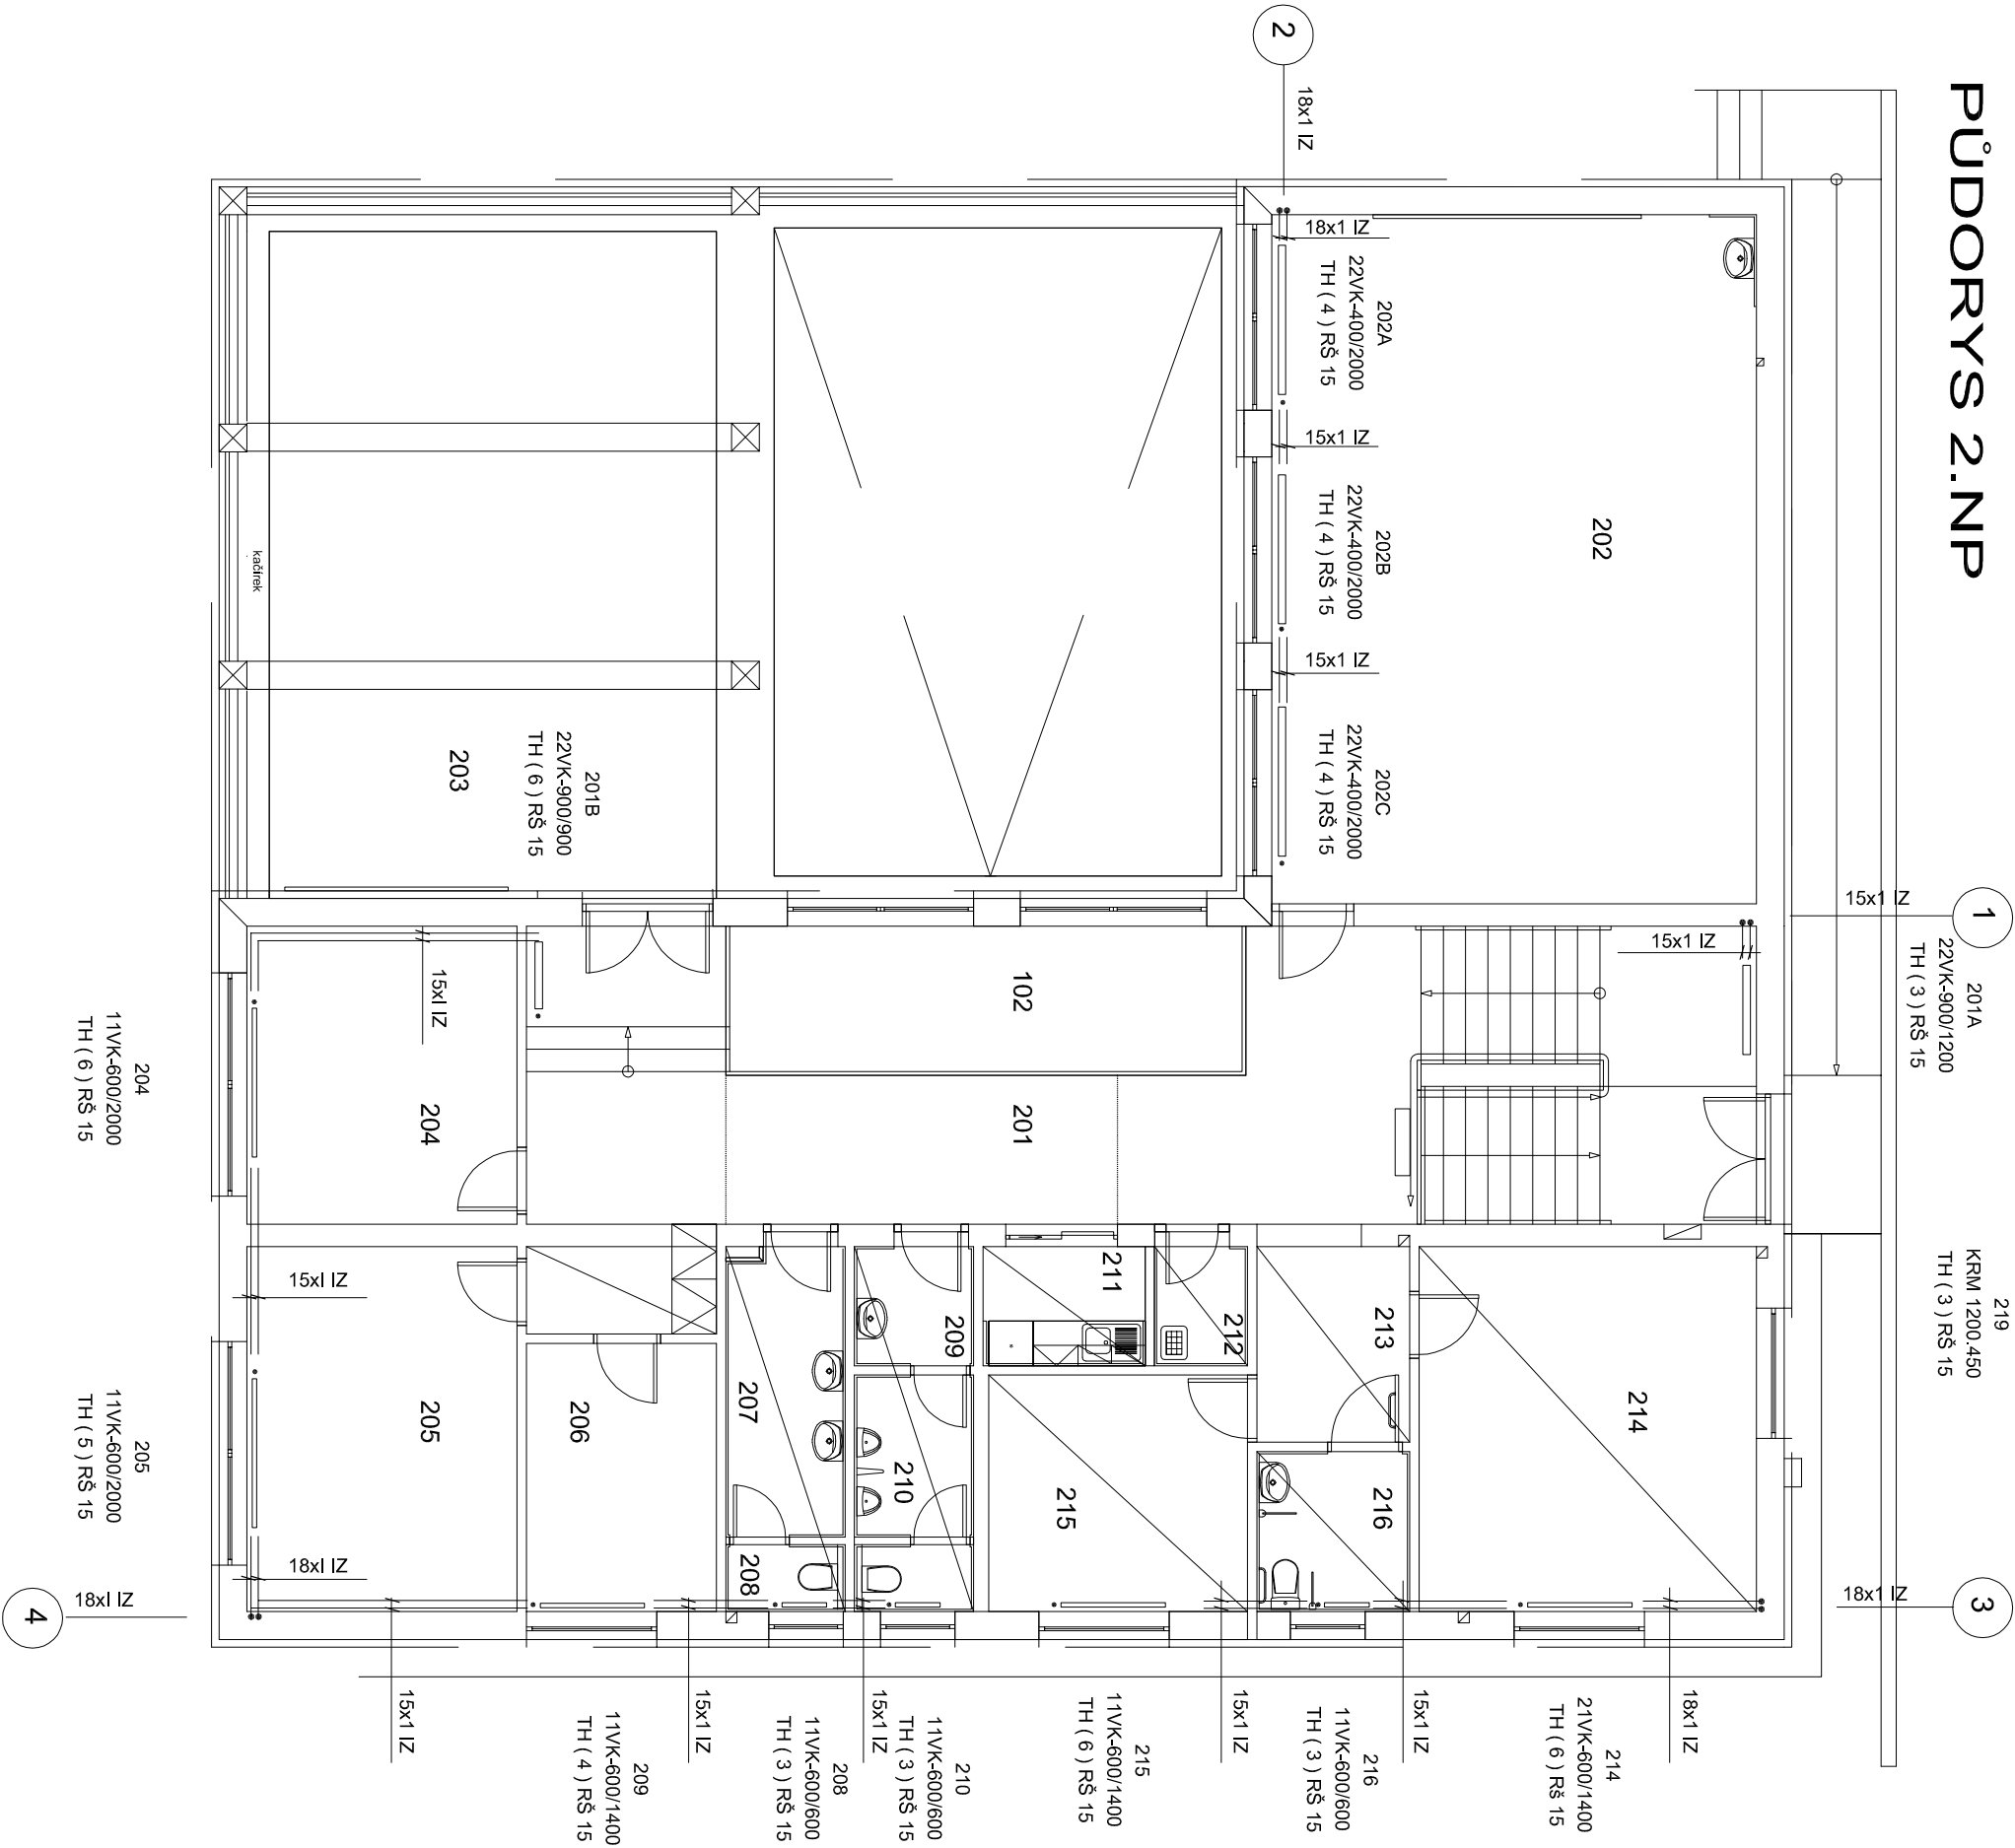 PŮDORYS 2.NP
2
18x1 IZ
18x1 IZ
202A
22VK-400/2000
TH ( 4 ) RŠ 15
15x1 IZ
202B
22VK-400/2000
TH ( 4 ) RŠ 15
15x1 IZ
202C
22VK-400/2000
TH ( 4 ) RŠ 15
202
kačírek
203
201B
22VK-900/900
TH ( 6 ) RŠ 15
1
15x1 IZ
15x1 IZ
201A
22VK-900/1200
TH ( 3 ) RŠ 15
102
201
15xI IZ
204
204
11VK-600/2000
TH ( 6 ) RŠ 15
219
KRM 1200.450
TH ( 3 ) RŠ 15
15xI IZ
205
205
11VK-600/2000
TH ( 5 ) RŠ 15
206
207
208
209
210
211
212
213
214
215
216
18xI IZ
18xI IZ
4
18x1 IZ
3
15x1 IZ
15x1 IZ
15x1 IZ
15x1 IZ
15x1 IZ
18x1 IZ
209
11VK-600/1400
TH ( 4 ) RŠ 15
208
11VK-600/600
TH ( 3 ) RŠ 15
210
11VK-600/600
TH ( 3 ) RŠ 15
215
11VK-600/1400
TH ( 6 ) RŠ 15
216
11VK-600/600
TH ( 3 ) RŠ 15
214
21VK-600/1400
TH ( 6 ) RŠ 15